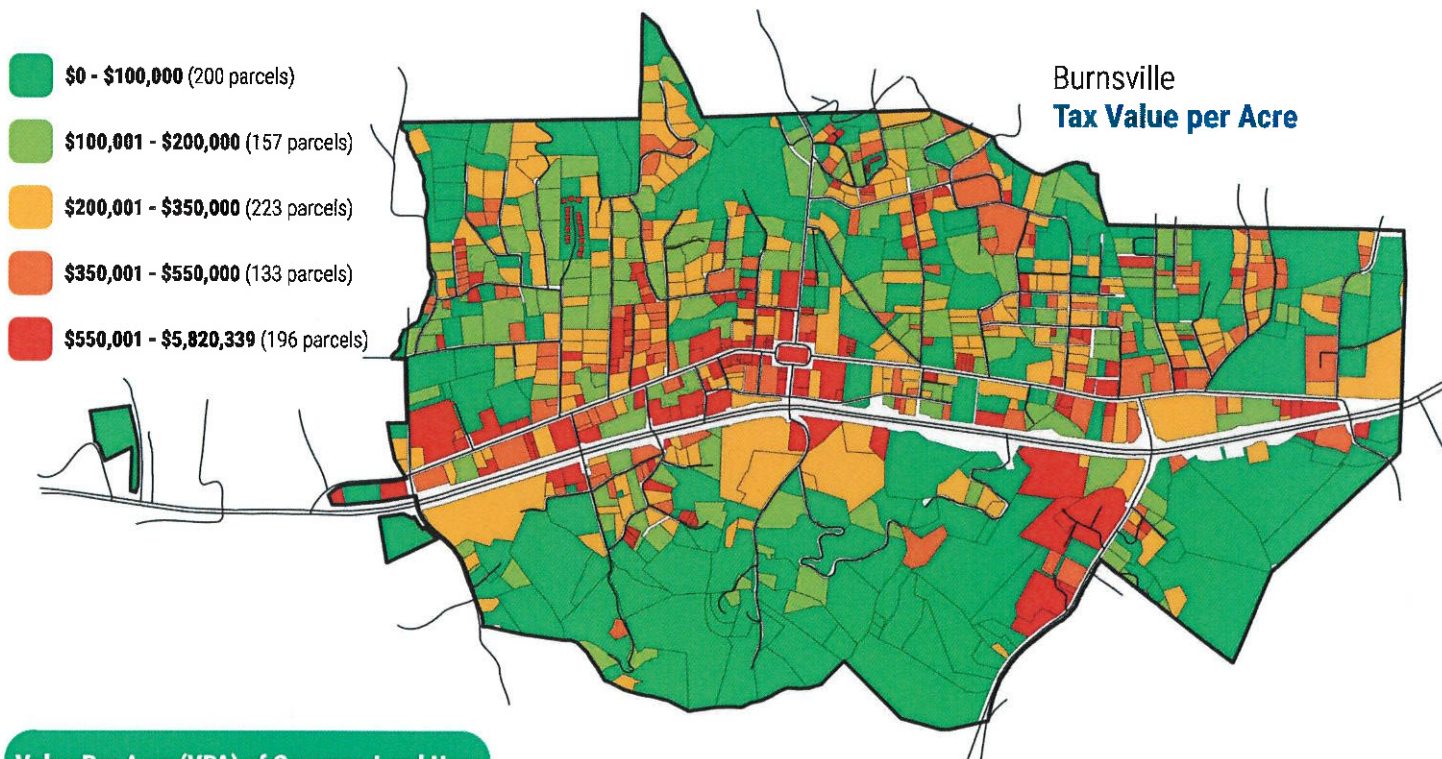 $0 - $100,000 (200 parcels)
$100,001 - $200,000 (157 parcels)
$200,001 - $350,000 (223 parcels)
$350,001 - $550,000 (133 parcels)
$550,001 - $5,820,339 (196 parcels)
Burnsville
Tax Value per Acre